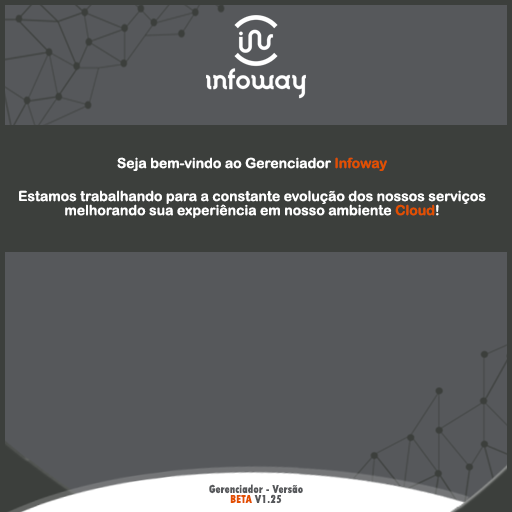 infoway
Seja bem-vindo ao Gerenciador Infoway
Estamos trabalhando para a constante evolução dos nossos serviços
melhorando sua experiência em nosso ambiente Cloud!
Gerenciador - Versão
BETA V1.25